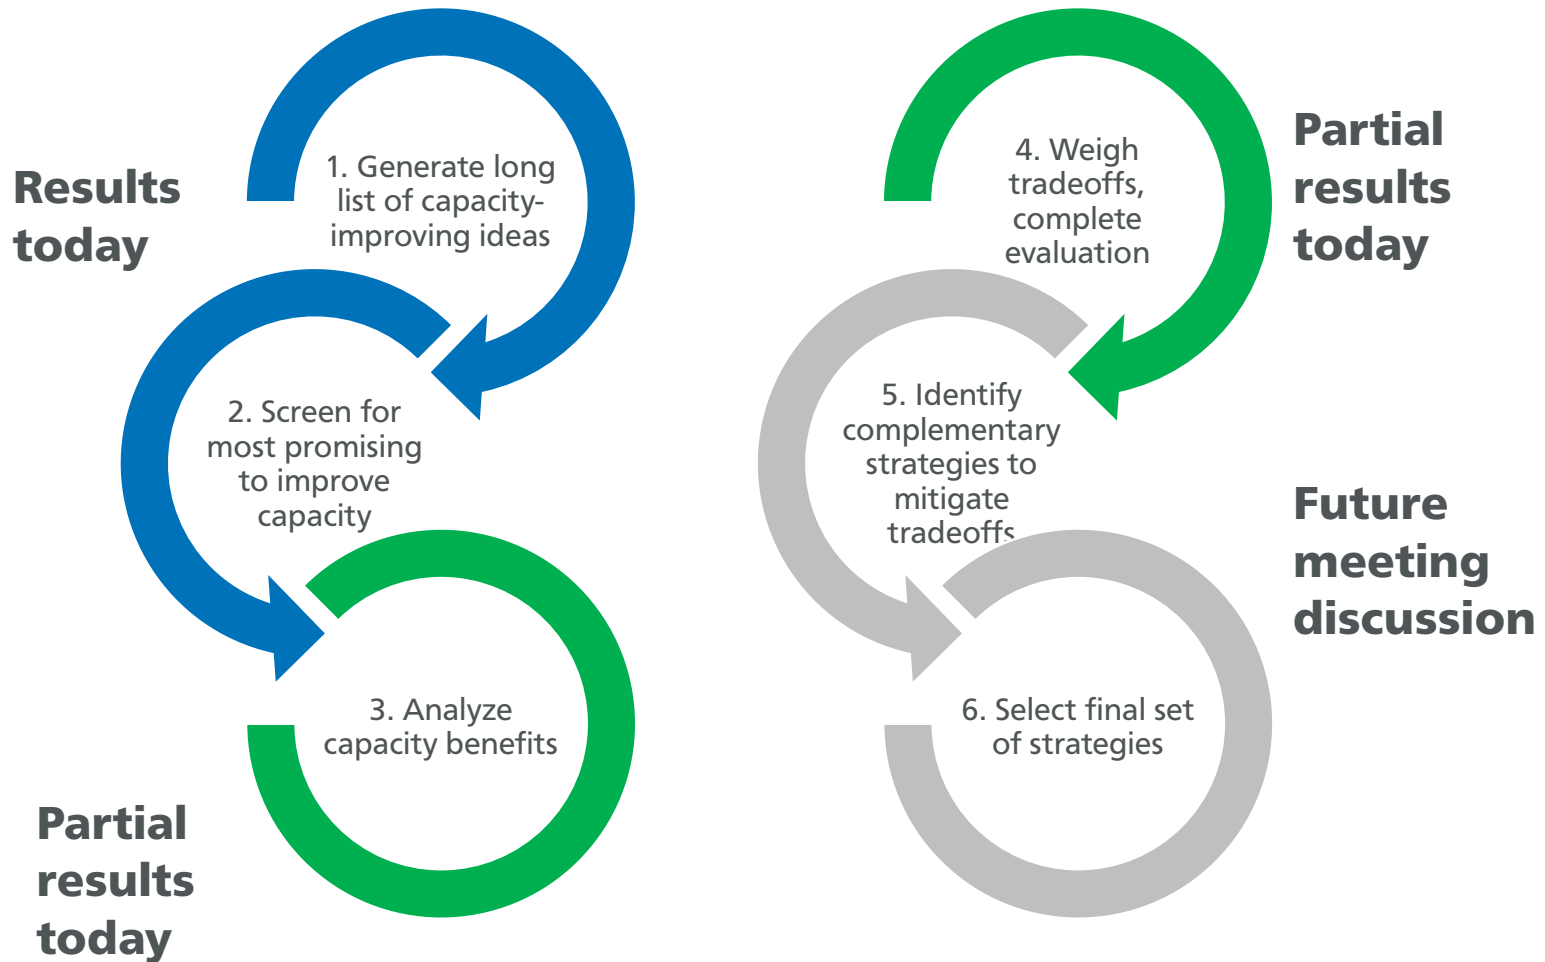 Results
today
1. Generate long
list of capacity-
improving ideas
2. Screen for
most promising
to improve
capacity
3. Analyze
capacity benefits
Partial
results
today
4. Weigh
tradeoffs,
complete
evaluation
Partial
results
today
5. Identify
complementary
strategies to
mitigate
tradeoffs
Future
meeting
discussion
6. Select final set
of strategies